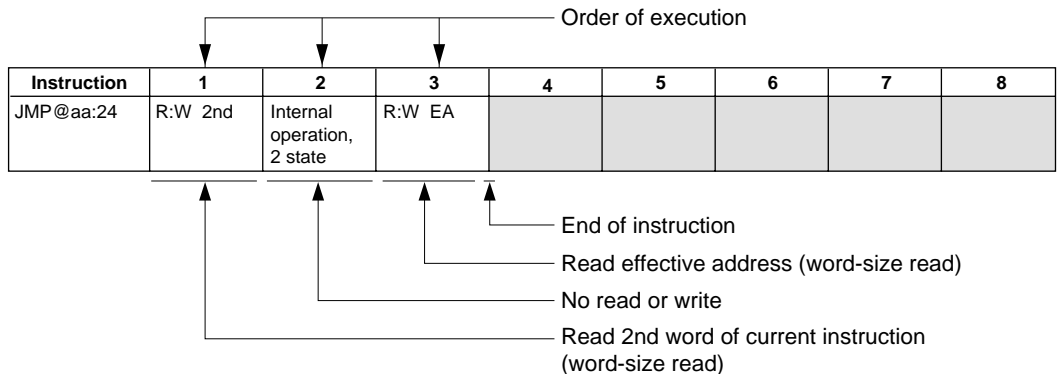 Order of execution
Instruction 1 2 3 4 5 6 7 8
JMP@aa:24 R:W 2nd Internal operation, 2 state R:W EA
End of instruction
Read effective address (word-size read)
No read or write
Read 2nd word of current instruction
(word-size read)